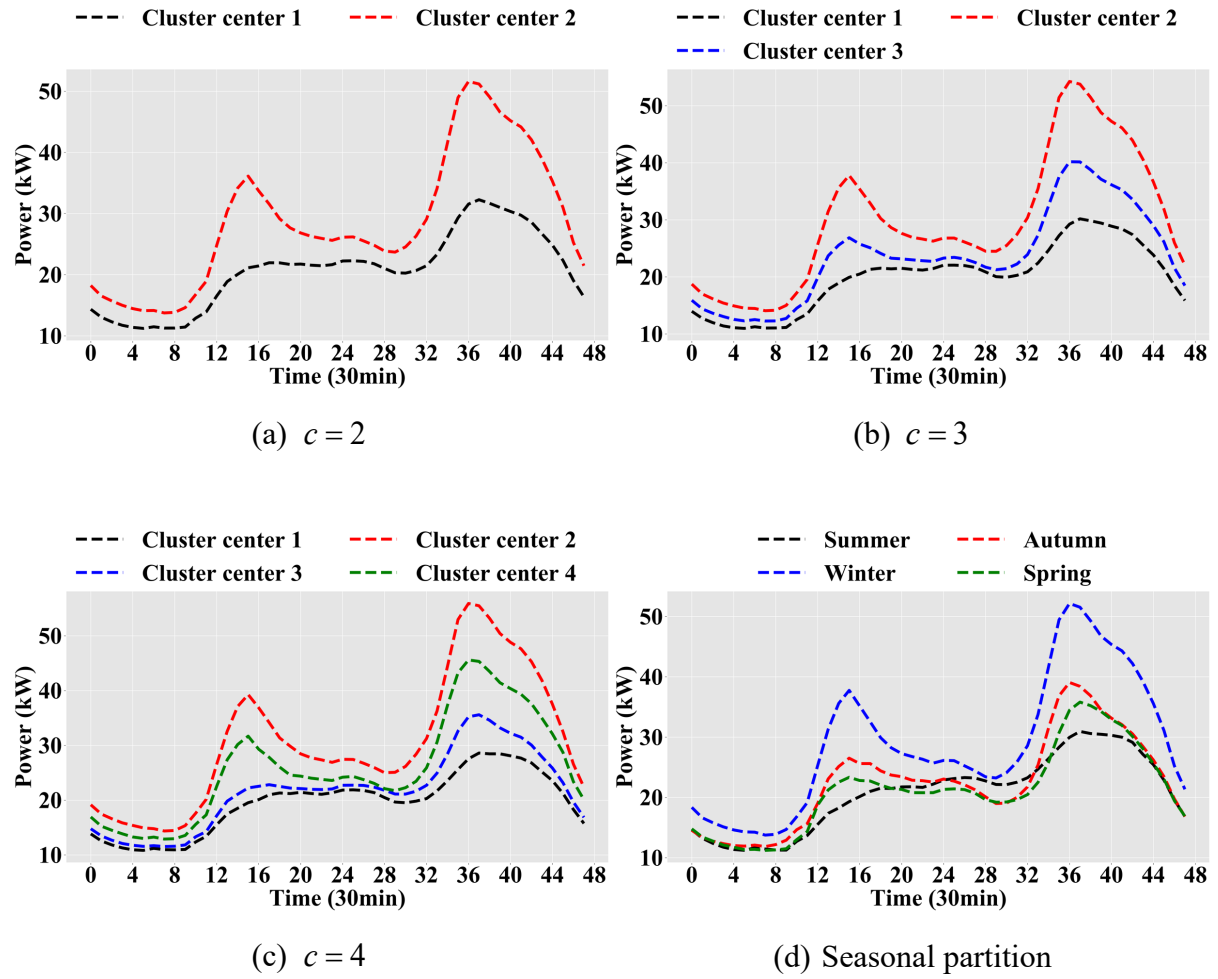 Cluster center 1 Cluster center 2
Power (kW)
50
40
30
20
10
0 4 8 12 16 20 24 28 32 36 40 44 48
Time (30min)
(a) c = 2
Cluster center 1 Cluster center 2
Cluster center 3
Power (kW)
50
40
30
20
10
0 4 8 12 16 20 24 28 32 36 40 44 48
Time (30min)
(b) c = 3
Cluster center 1 Cluster center 2
Cluster center 3 Cluster center 4
Power (kW)
50
40
30
20
10
0 4 8 12 16 20 24 28 32 36 40 44 48
Time (30min)
(c) c = 4
Summer Autumn
Winter Spring
Power (kW)
50
40
30
20
10
0 4 8 12 16 20 24 28 32 36 40 44 48
Time (30min)
(d) Seasonal partition